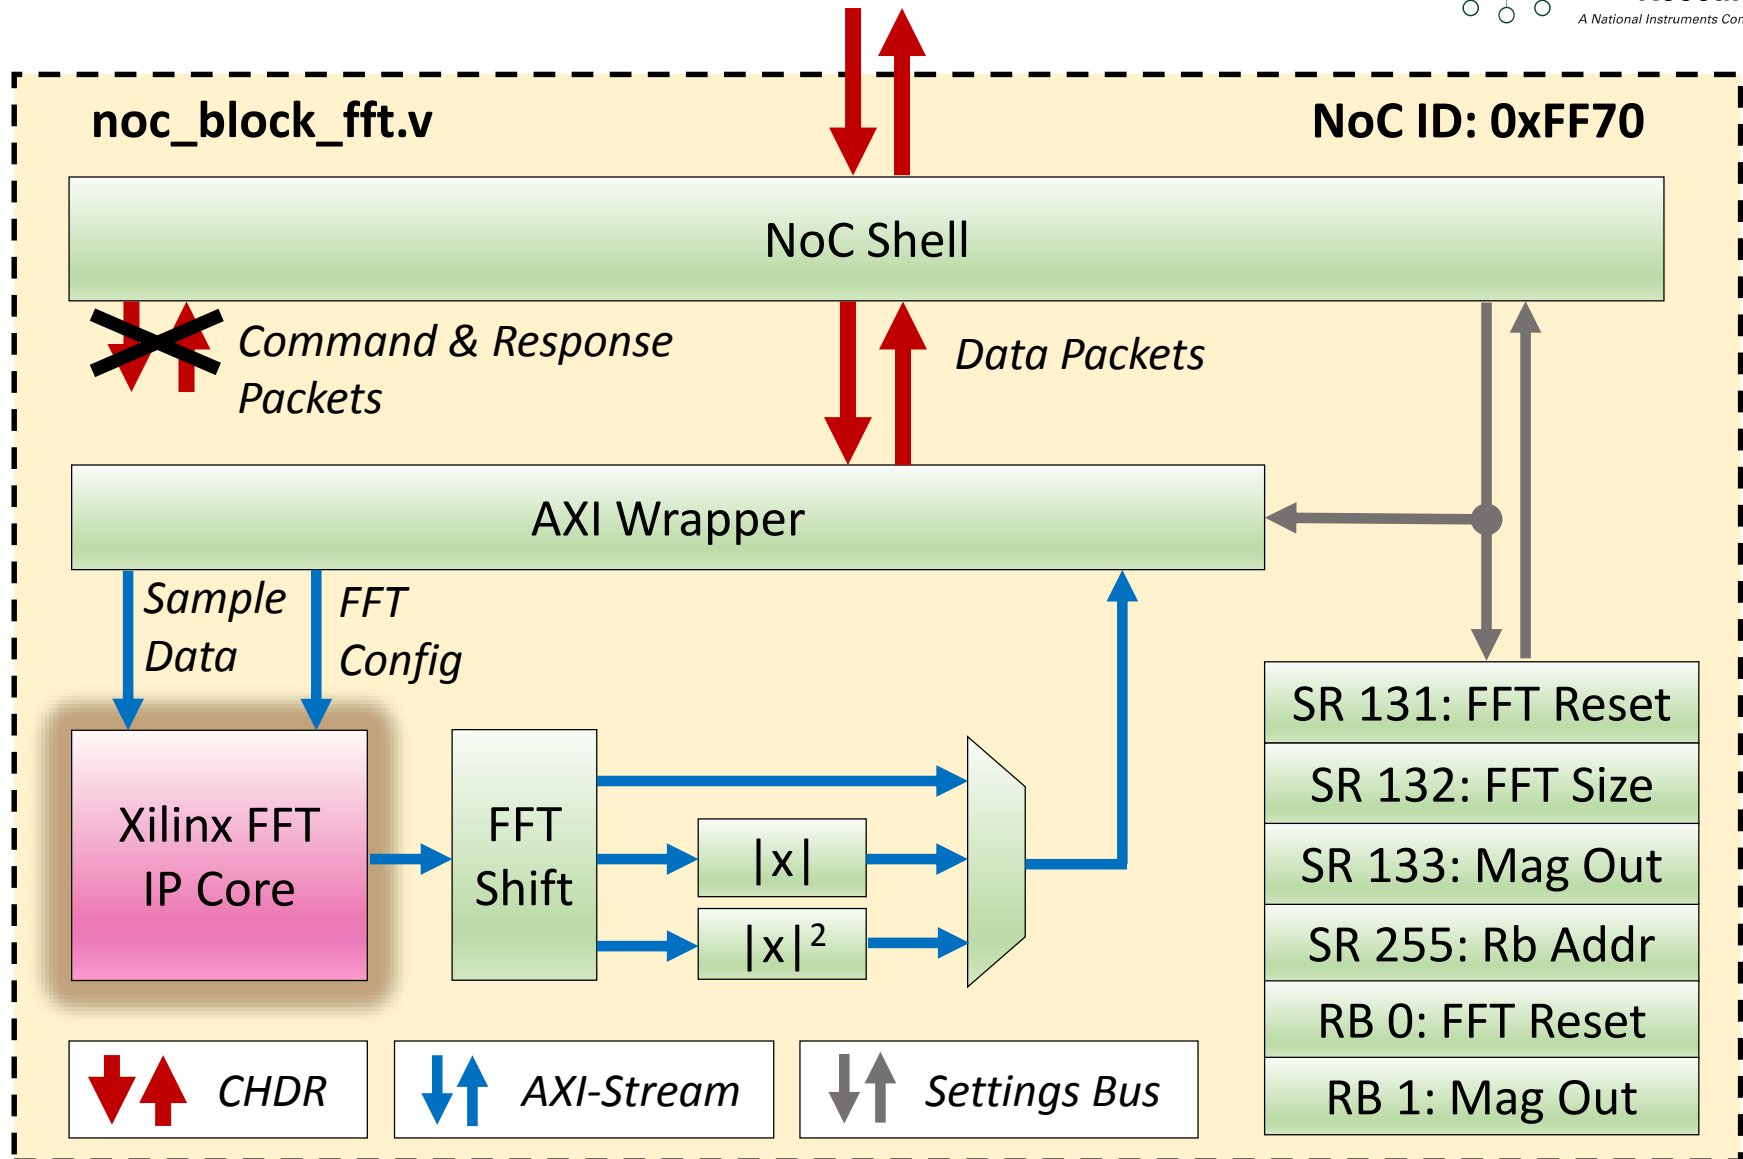 A National Instruments
noc_block_fft.v
NoC ID: 0xFF70
NoC Shell
Command & Response
Packets
Data Packets
AXI Wrapper
Sample
Data
FFT
Config
Xilinx FFT
IP Core
FFT
Shift
|x|
|x|²
SR 131: FFT Reset
SR 132: FFT Size
SR 133: Mag Out
SR 255: Rb Addr
RB 0: FFT Reset
RB 1: Mag Out
CHDR
AXI-Stream
Settings Bus